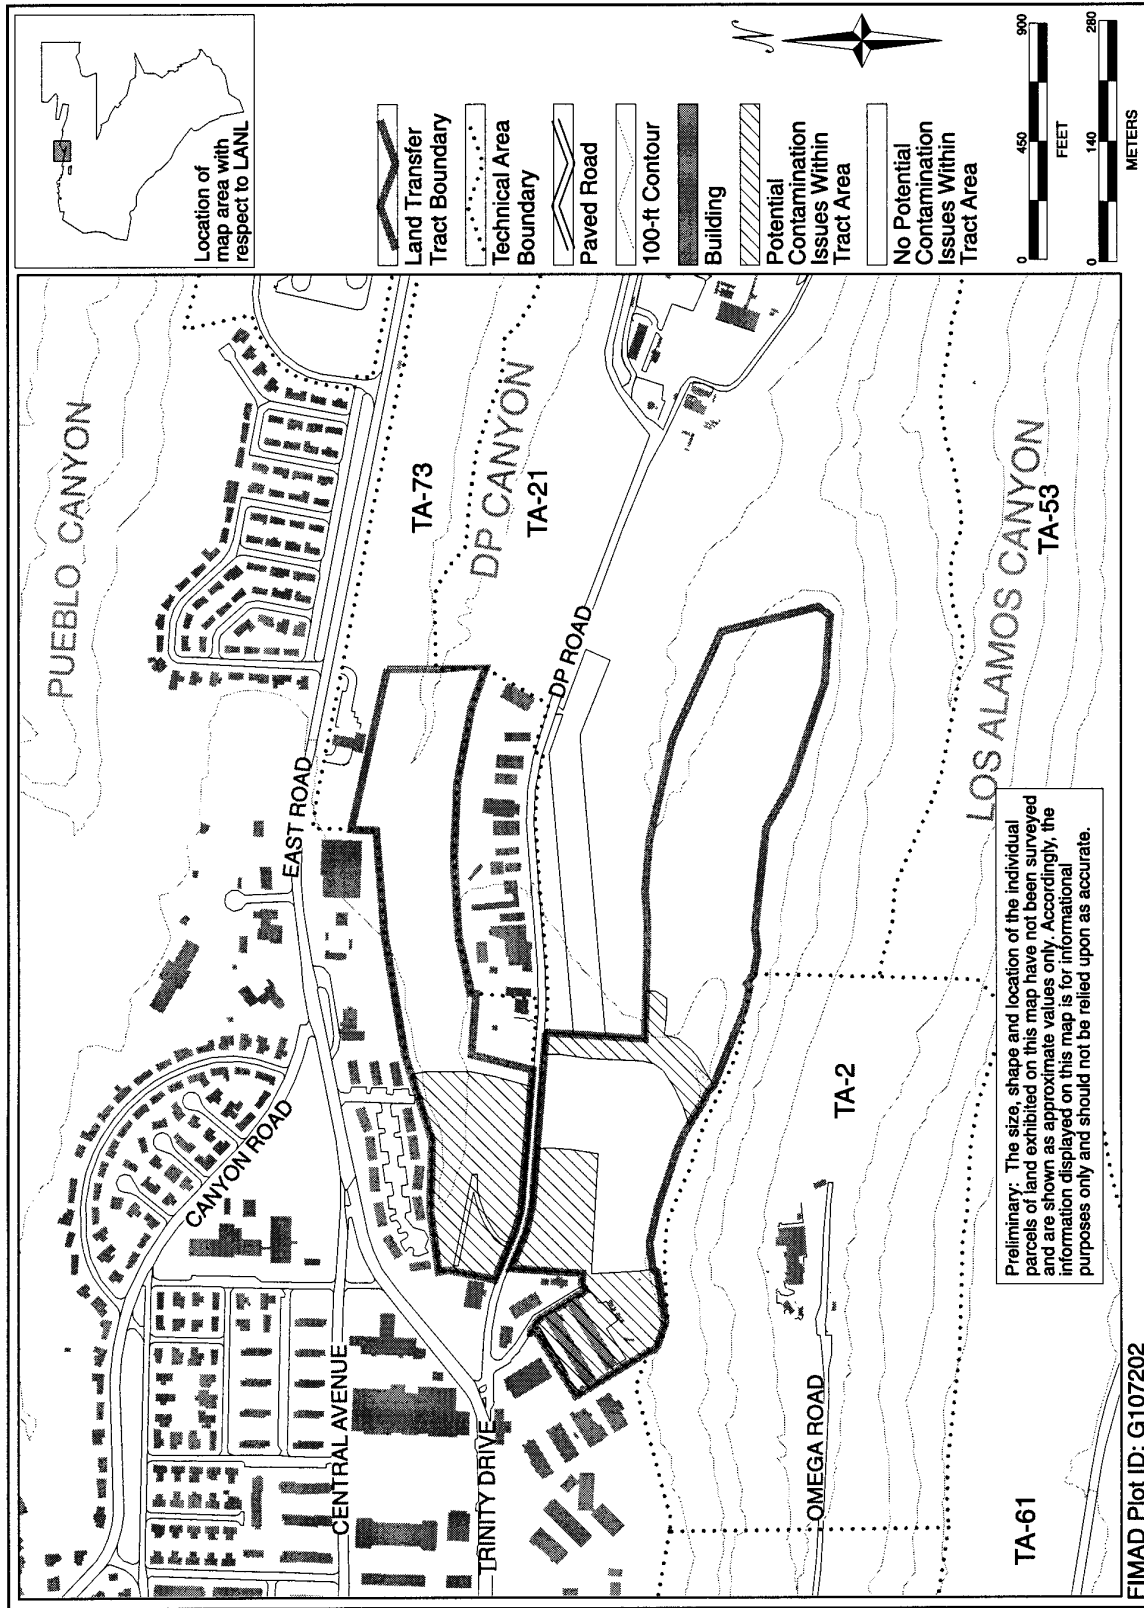 PUEBLO CANYON
EAST ROAD
CANYON ROAD
CENTRAL AVENUE
TRINITY DRIVE
TA-73
DP CANYON
TA-21
DP ROAD
TA-2
OMEGA ROAD
TA-61
LOS ALAMOS CANYON
TA-53
Preliminary: The size, shape and location of the individual
parcels of land exhibited on this map have not been surveyed
and are shown as approximate values only. Accordingly, the
information displayed on this map is for informational
purposes only and should not be relied upon as accurate.
Location of
map area with
respect to LANL
Land Transfer
Tract Boundary
Technical Area
Boundary
Paved Road
100-ft Contour
Building
Potential
Contamination
Issues Within
Tract Area
No Potential
Contamination
Issues Within
Tract Area
N
0 450 900
FEET
0 140 280
METERS
FIMAD Plot ID: G107202